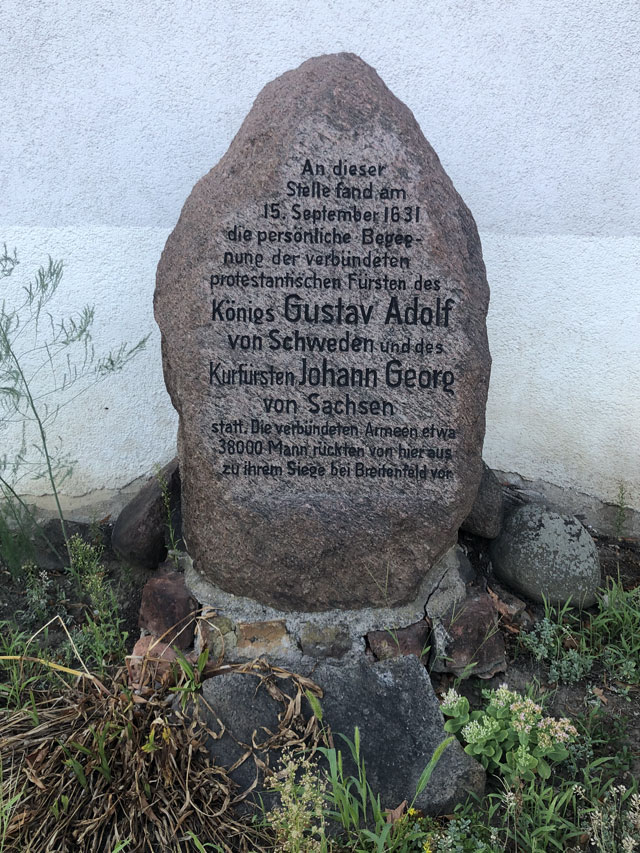 An dieser
Stelle fand am
15. September 1631
die persönliche Begeg-
nung der verbündeten
protestantischen Fürsten des
Königs Gustav Adolf
von Schweden und des
Kurfürsten Johann Georg
von Sachsen
statt. Die verbündeten Armeen etwa
38000 Mann rückten von hier aus
zu ihrem Siege bei Breitenfeld vor